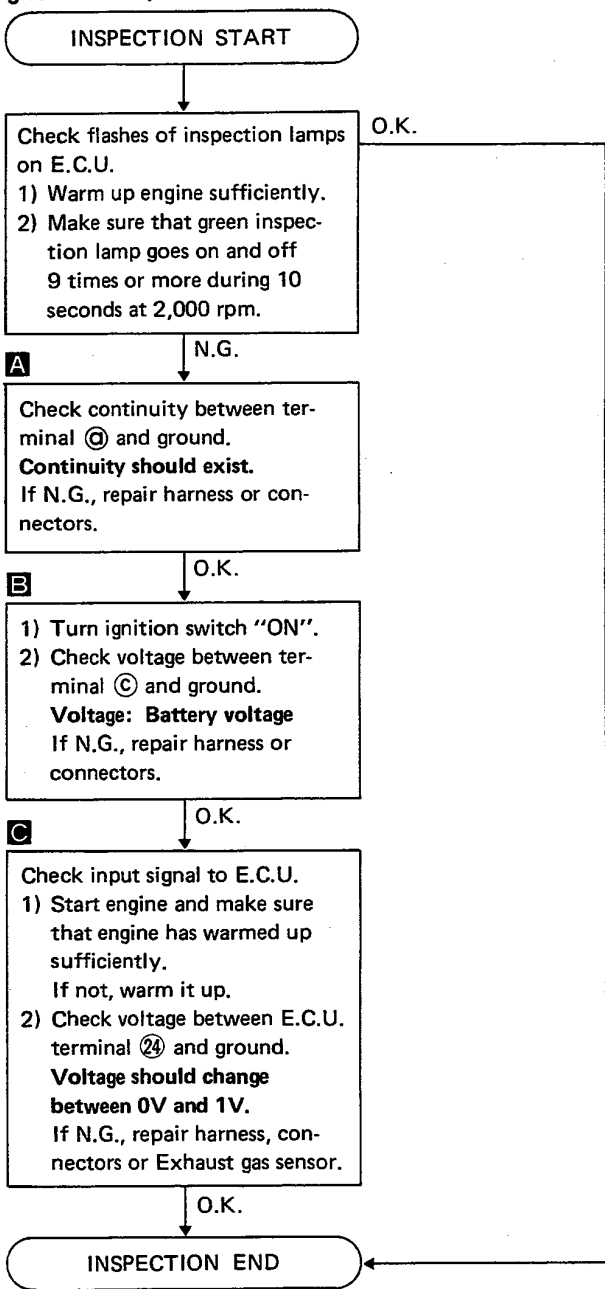 INSPECTION START
Check flashes of inspection lamps
on E.C.U.
1) Warm up engine sufficiently.
2) Make sure that green inspec-
tion lamp goes on and off
9 times or more during 10
seconds at 2,000 rpm.
O.K.
N.G.
A
Check continuity between ter-
minal ⓐ and ground.
Continuity should exist.
If N.G., repair harness or con-
nectors.
O.K.
B
1) Turn ignition switch "ON".
2) Check voltage between ter-
minal ⓒ and ground.
Voltage: Battery voltage
If N.G., repair harness or
connectors.
O.K.
C
Check input signal to E.C.U.
1) Start engine and make sure
that engine has warmed up
sufficiently.
If not, warm it up.
2) Check voltage between E.C.U.
terminal ㉔ and ground.
Voltage should change
between 0V and 1V.
If N.G., repair harness, con-
nectors or Exhaust gas sensor.
O.K.
INSPECTION END